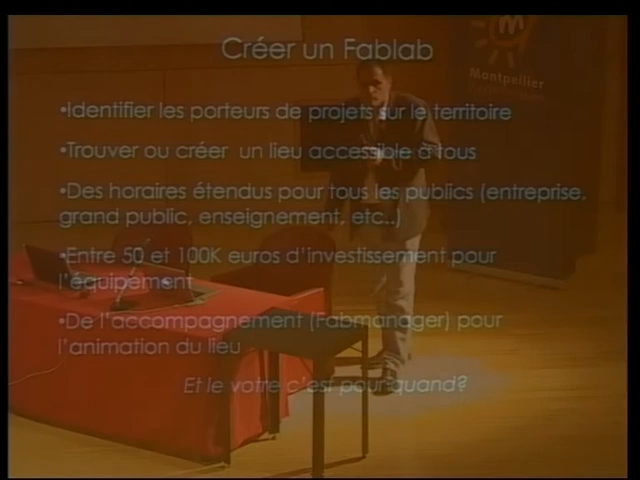 Créer un Fablab
M
Montpellier
•Identifier les porteurs de projets sur le territoire
•Trouver ou créer un lieu accessible à tous
•Des horaires étendus pour tous les publics (entreprise,
grand public, enseignement, etc..)
•Entre 50 et 100K euros d'investissement pour
l'équipement
•De l'accompagnement (Fabmanager) pour
l'animation du lieu
Et le votre c'est pour quand?